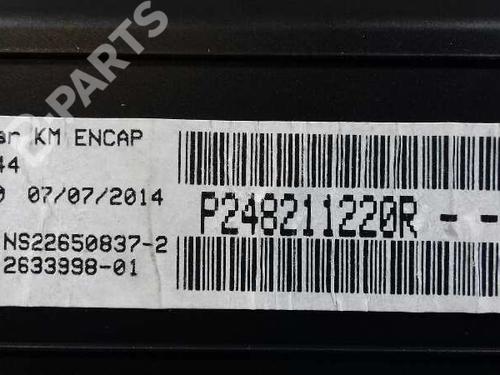 B-PARTS
ar KM ENCAP
44
0 07/07/2014
P248211220R - -
NS22650837-2
2633998-01